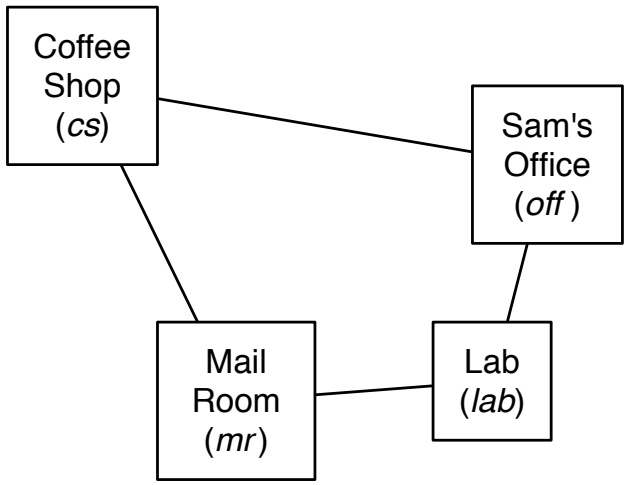 Coffee
Shop
(cs)
Sam's
Office
(off )
Mail
Room
(mr)
Lab
(lab)